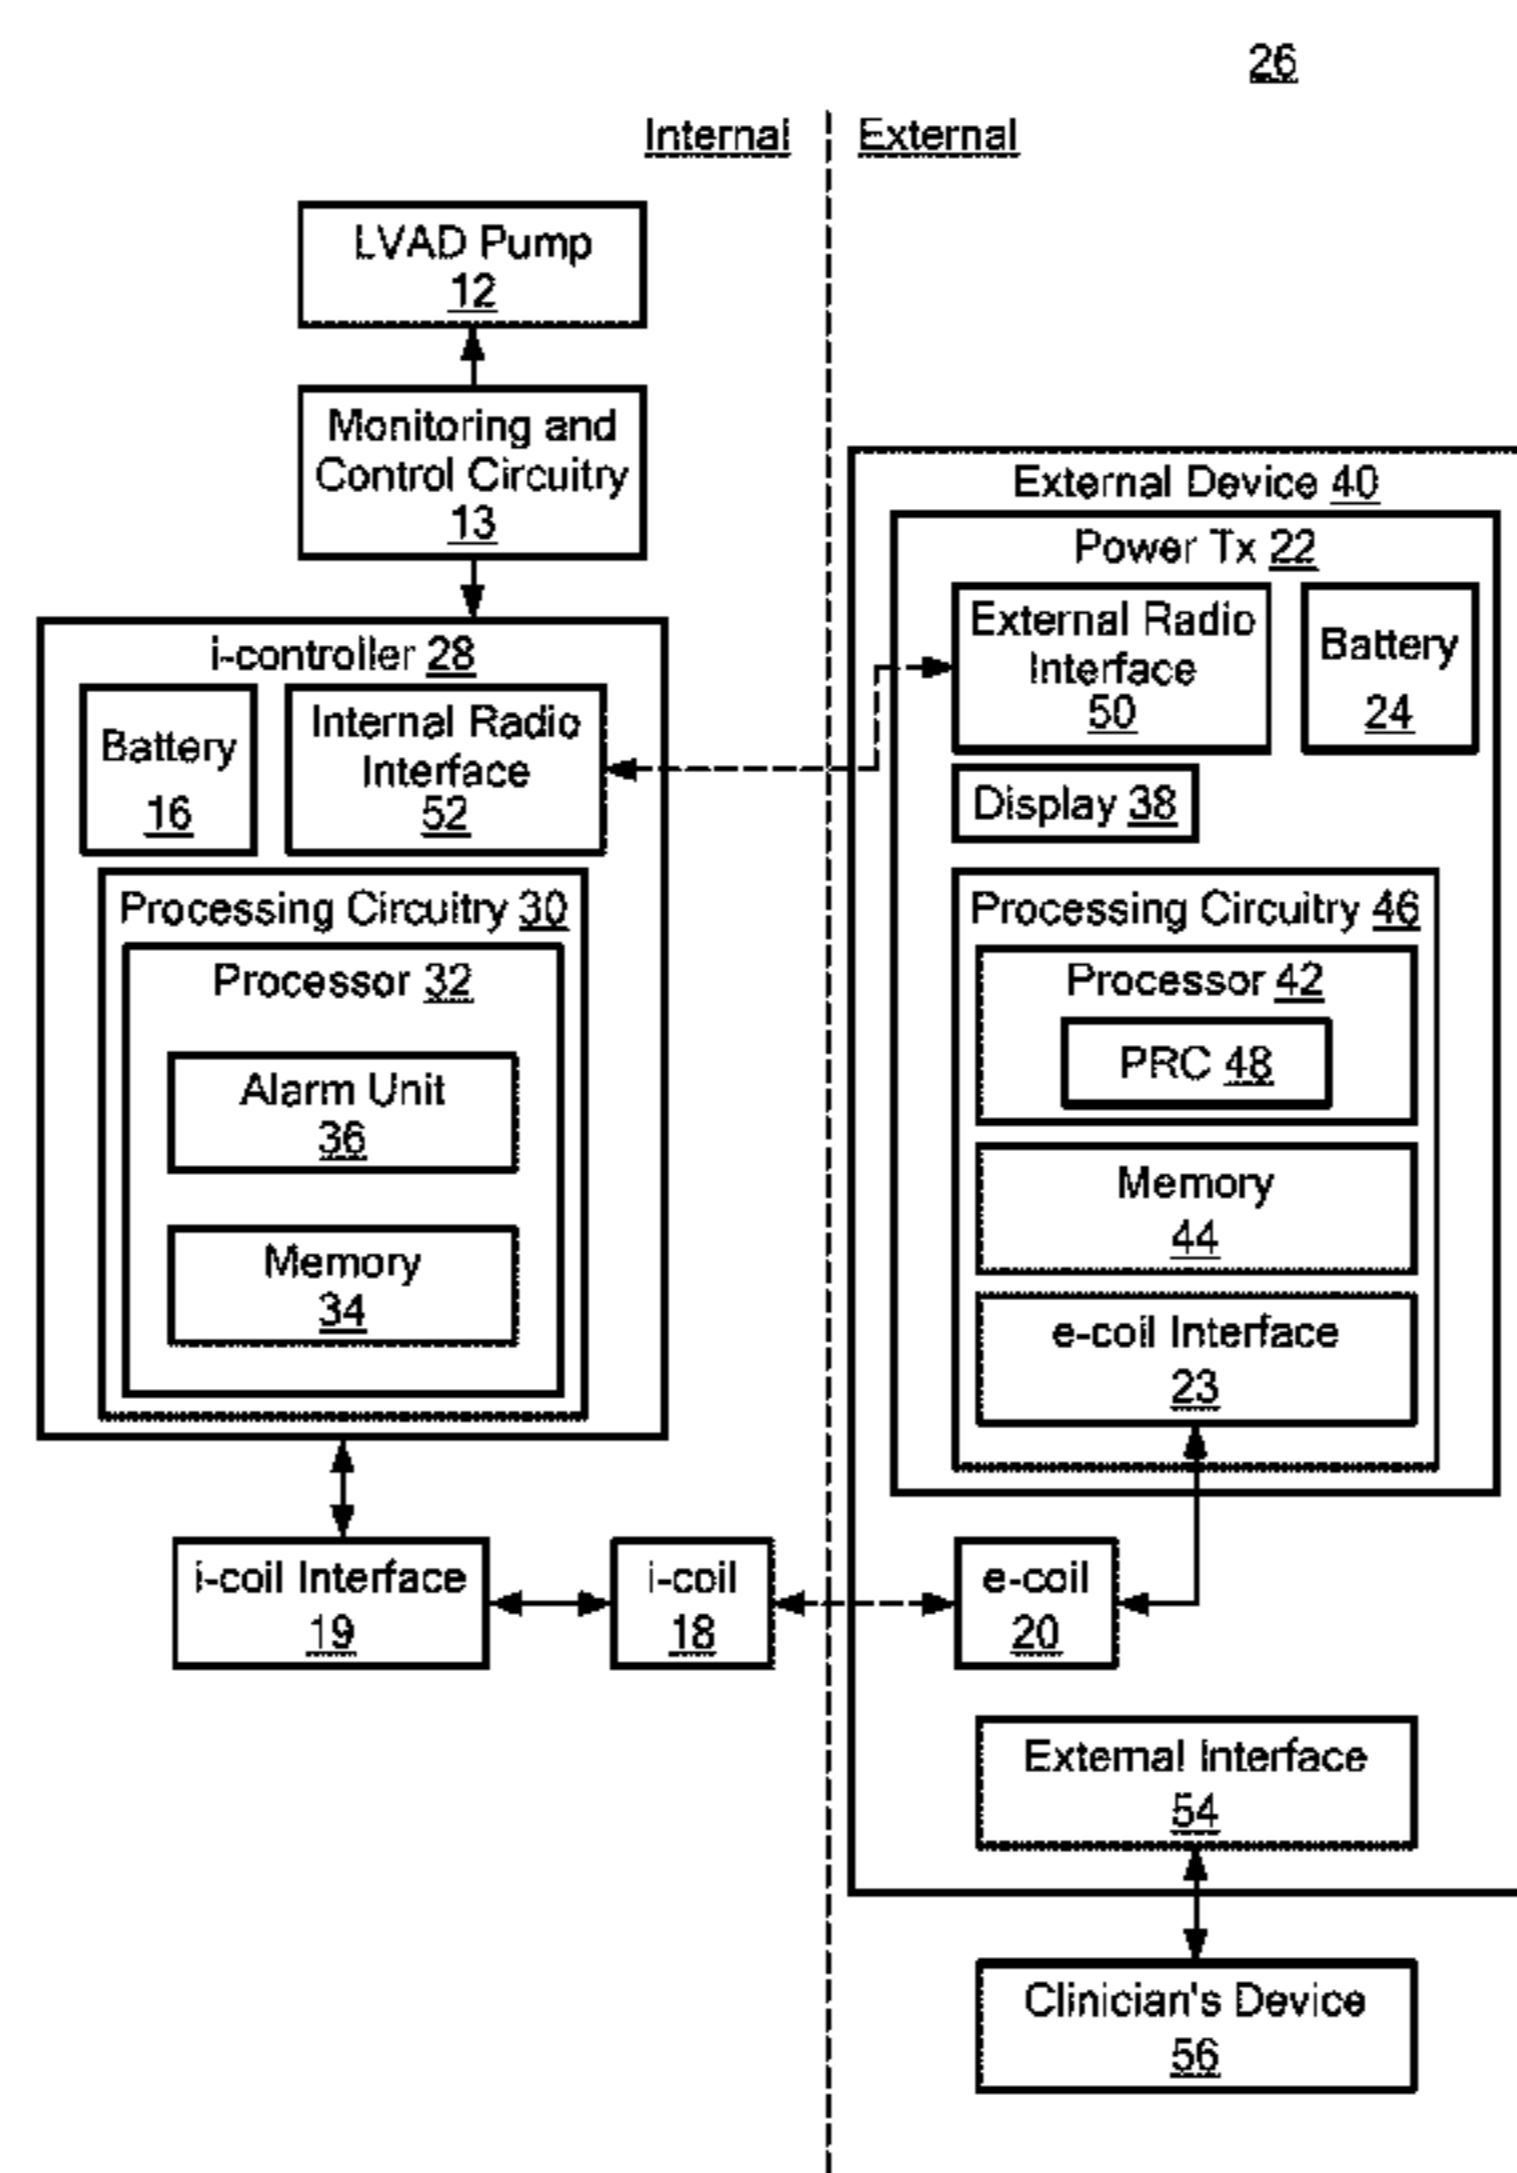 26
Internal
External
LVAD Pump
12
Monitoring and
Control Circuitry
13
i-controller 28
Battery
16
Internal Radio
Interface
52
Processing Circuitry 30
Processor 32
Alarm Unit
36
Memory
34
i-coil Interface
19
i-coil
18
External Device 40
Power Tx 22
External Radio
Interface
50
Battery
24
Display 38
Processing Circuitry 46
Processor 42
PRC 48
Memory
44
e-coil Interface
23
e-coil
20
External Interface
54
Clinician's Device
56